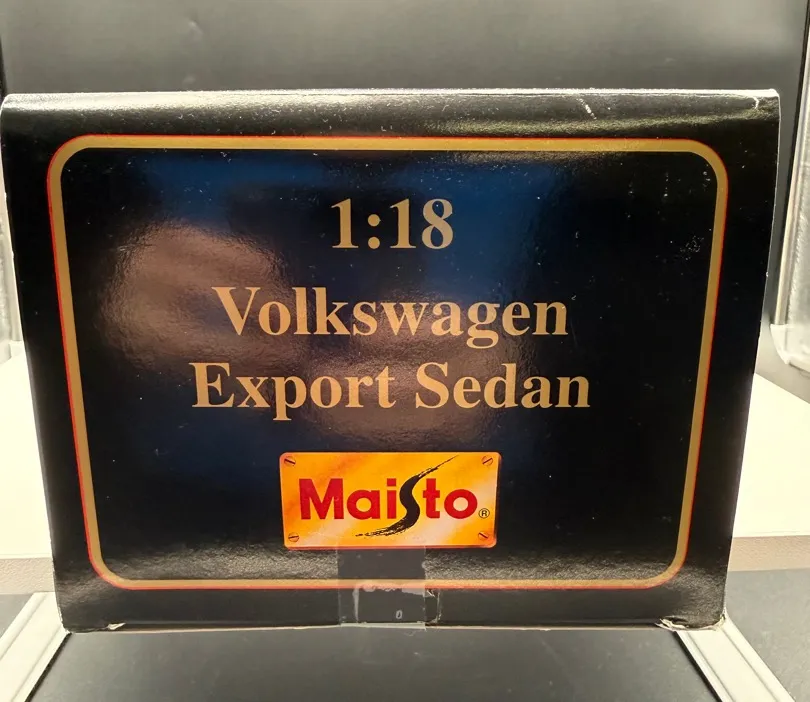 1:18
Volkswagen
Export Sedan
Maisto®